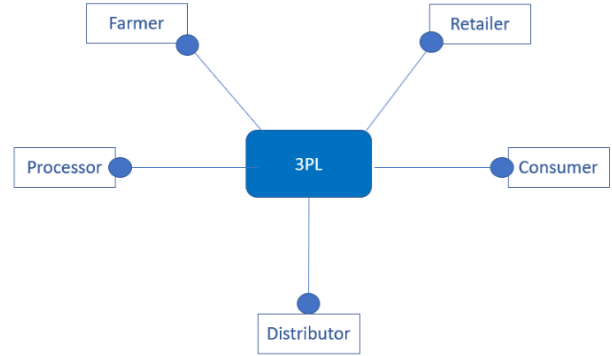 Farmer
Retailer
Processor
3PL
Consumer
Distributor